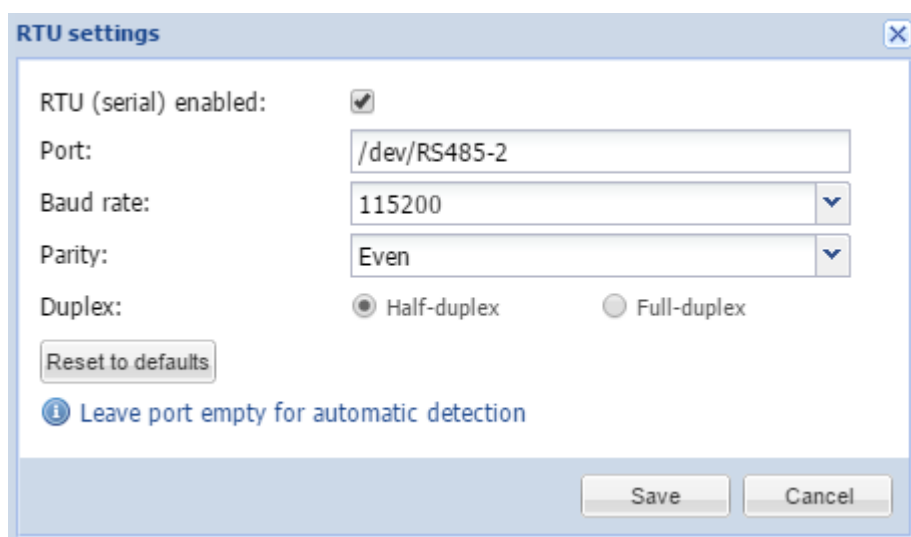 RTU settings
RTU (serial) enabled:
Port: /dev/RS485-2
Baud rate: 115200
Parity: Even
Duplex: Half-duplex Full-duplex
Reset to defaults
Leave port empty for automatic detection
Save Cancel